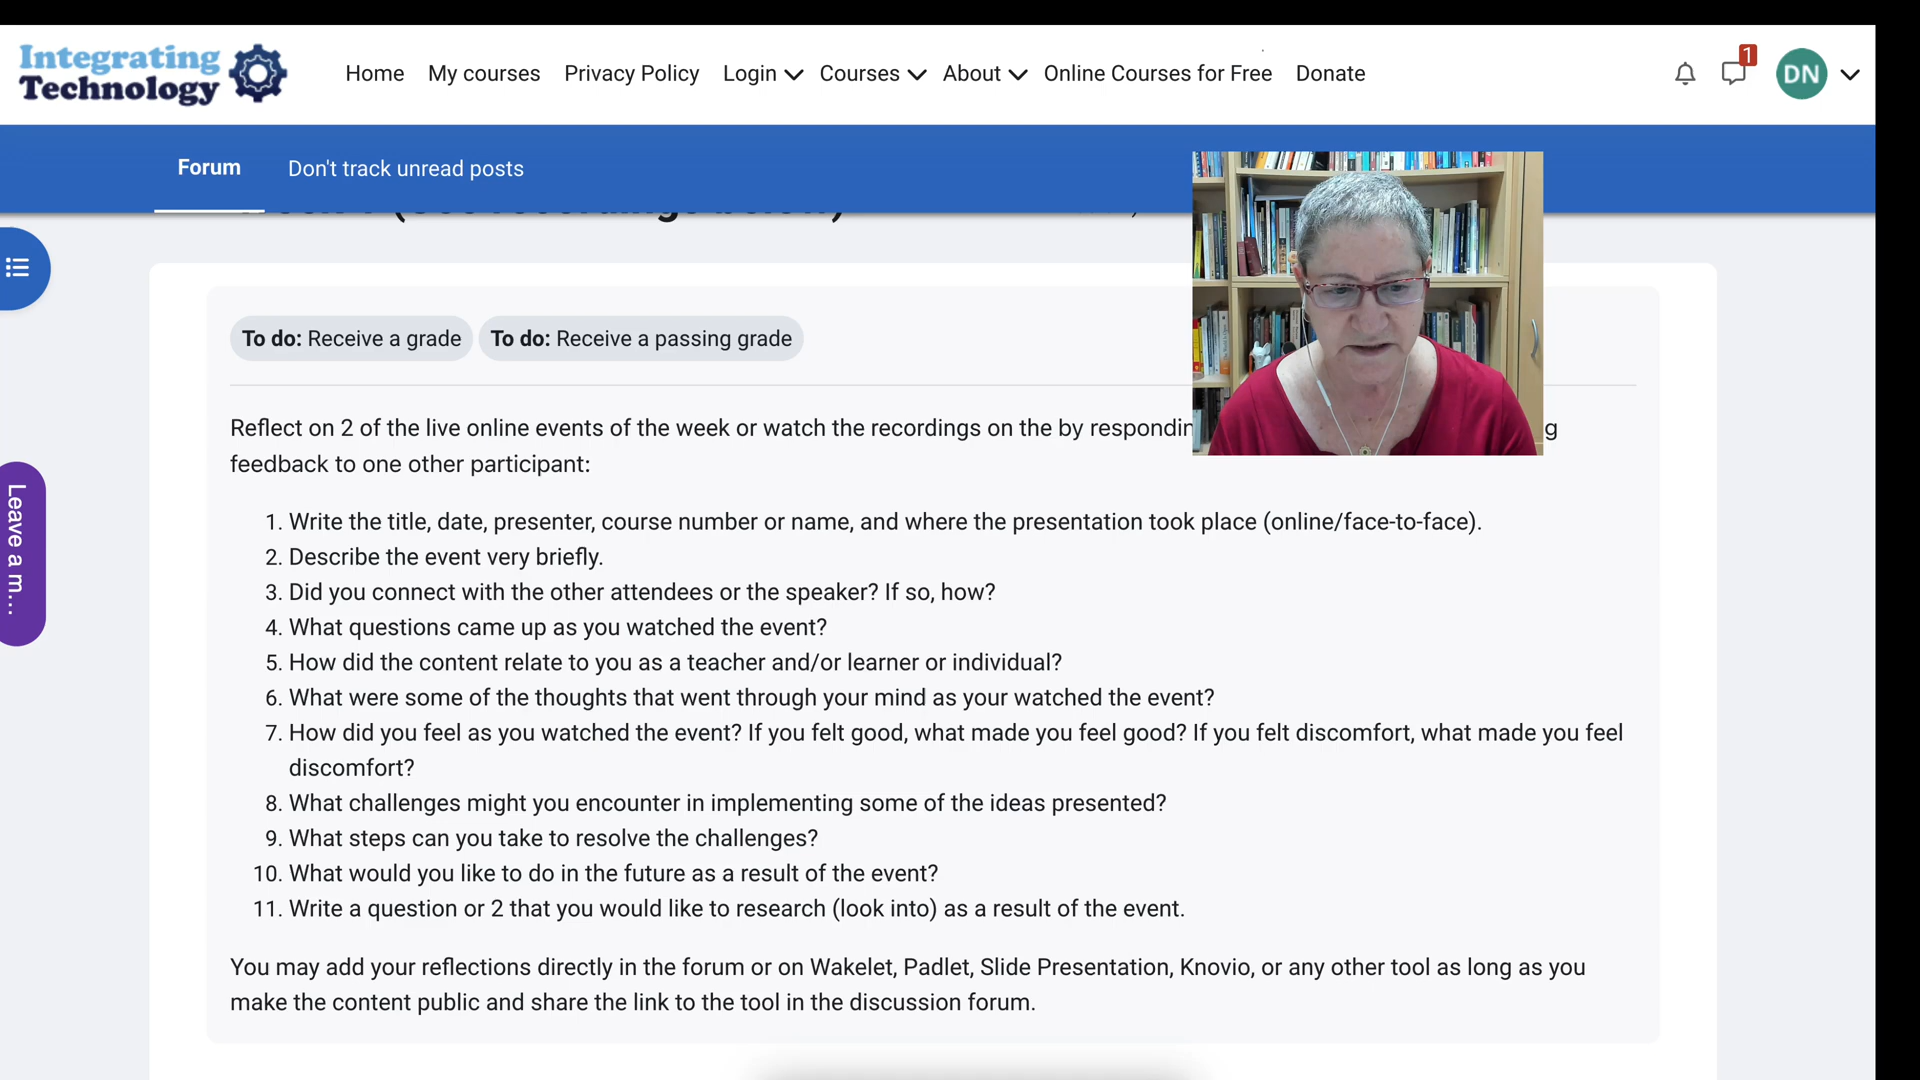 Integrating
Technology
Home My courses Privacy Policy Login Courses About Online Courses for Free Donate
1
DN
Forum Don't track unread posts
To do: Receive a grade To do: Receive a passing grade
Reflect on 2 of the live online events of the week or watch the recordings on the by respondin g
feedback to one other participant:
1. Write the title, date, presenter, course number or name, and where the presentation took place (online/face-to-face).
2. Describe the event very briefly.
3. Did you connect with the other attendees or the speaker? If so, how?
4. What questions came up as you watched the event?
5. How did the content relate to you as a teacher and/or learner or individual?
6. What were some of the thoughts that went through your mind as your watched the event?
7. How did you feel as you watched the event? If you felt good, what made you feel good? If you felt discomfort, what made you feel
discomfort?
8. What challenges might you encounter in implementing some of the ideas presented?
9. What steps can you take to resolve the challenges?
10. What would you like to do in the future as a result of the event?
11. Write a question or 2 that you would like to research (look into) as a result of the event.
You may add your reflections directly in the forum or on Wakelet, Padlet, Slide Presentation, Knovio, or any other tool as long as you
make the content public and share the link to the tool in the discussion forum.
Leave a m...